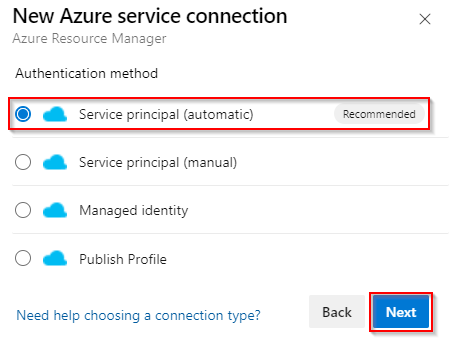 New Azure service connection
Azure Resource Manager
Authentication method
Service principal (automatic) Recommended
Service principal (manual)
Managed identity
Publish Profile
Need help choosing a connection type? Back Next